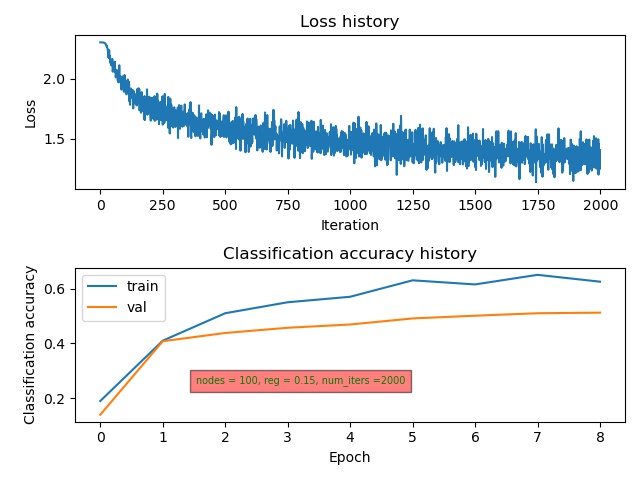 Loss history
Loss
2.0
1.5
0 250 500 750 1000 1250 1500 1750 2000
Iteration
Classification accuracy history
Classification accuracy
0.6
0.4
0.2
train
val
nodes = 100, reg = 0.15, num_iters =2000
0 1 2 3 4 5 6 7 8
Epoch